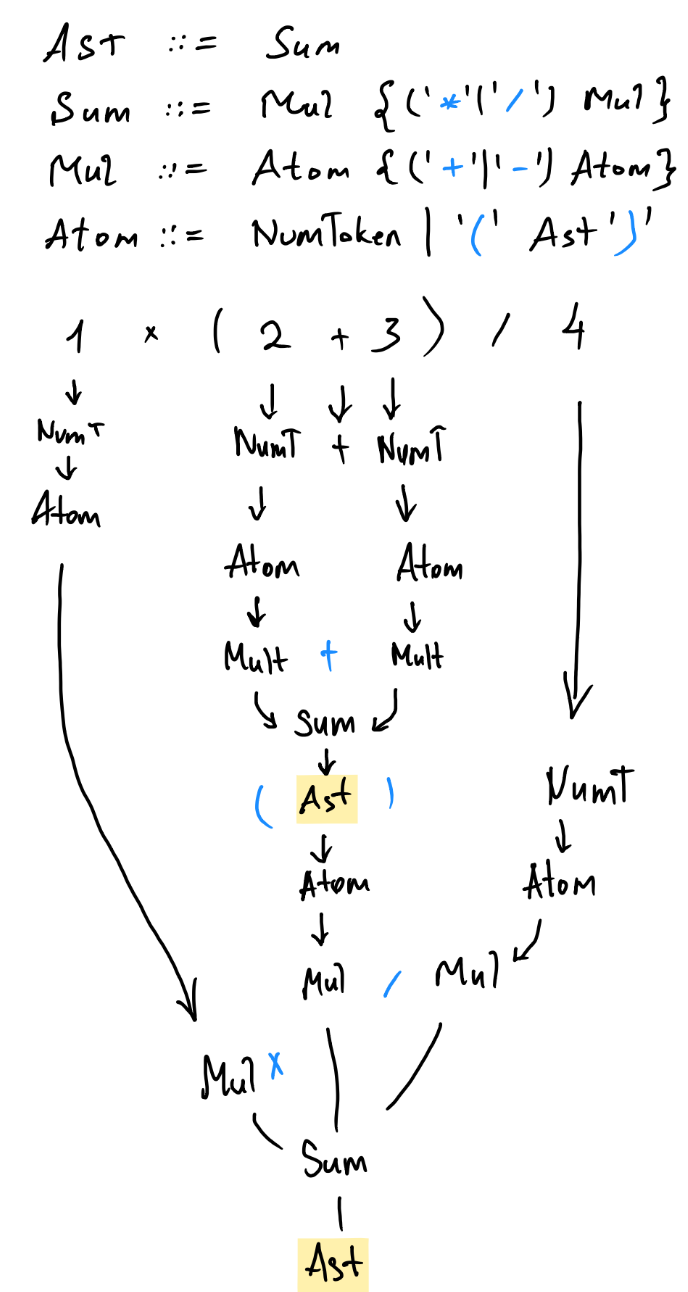 Ast ::= Sum
Sum ::= Mul {('*'|'/') Mul}
Mul ::= Atom {('+'|'-') Atom}
Atom ::= NumToken | '(' Ast ')'
1 × ( 2 + 3 ) / 4
NumT NumT + NumT
Atom
Atom Atom
Mult + Mult
Sum
( Ast ) NumT
Atom Atom
Mul / Mul
Mul ×
Sum
Ast